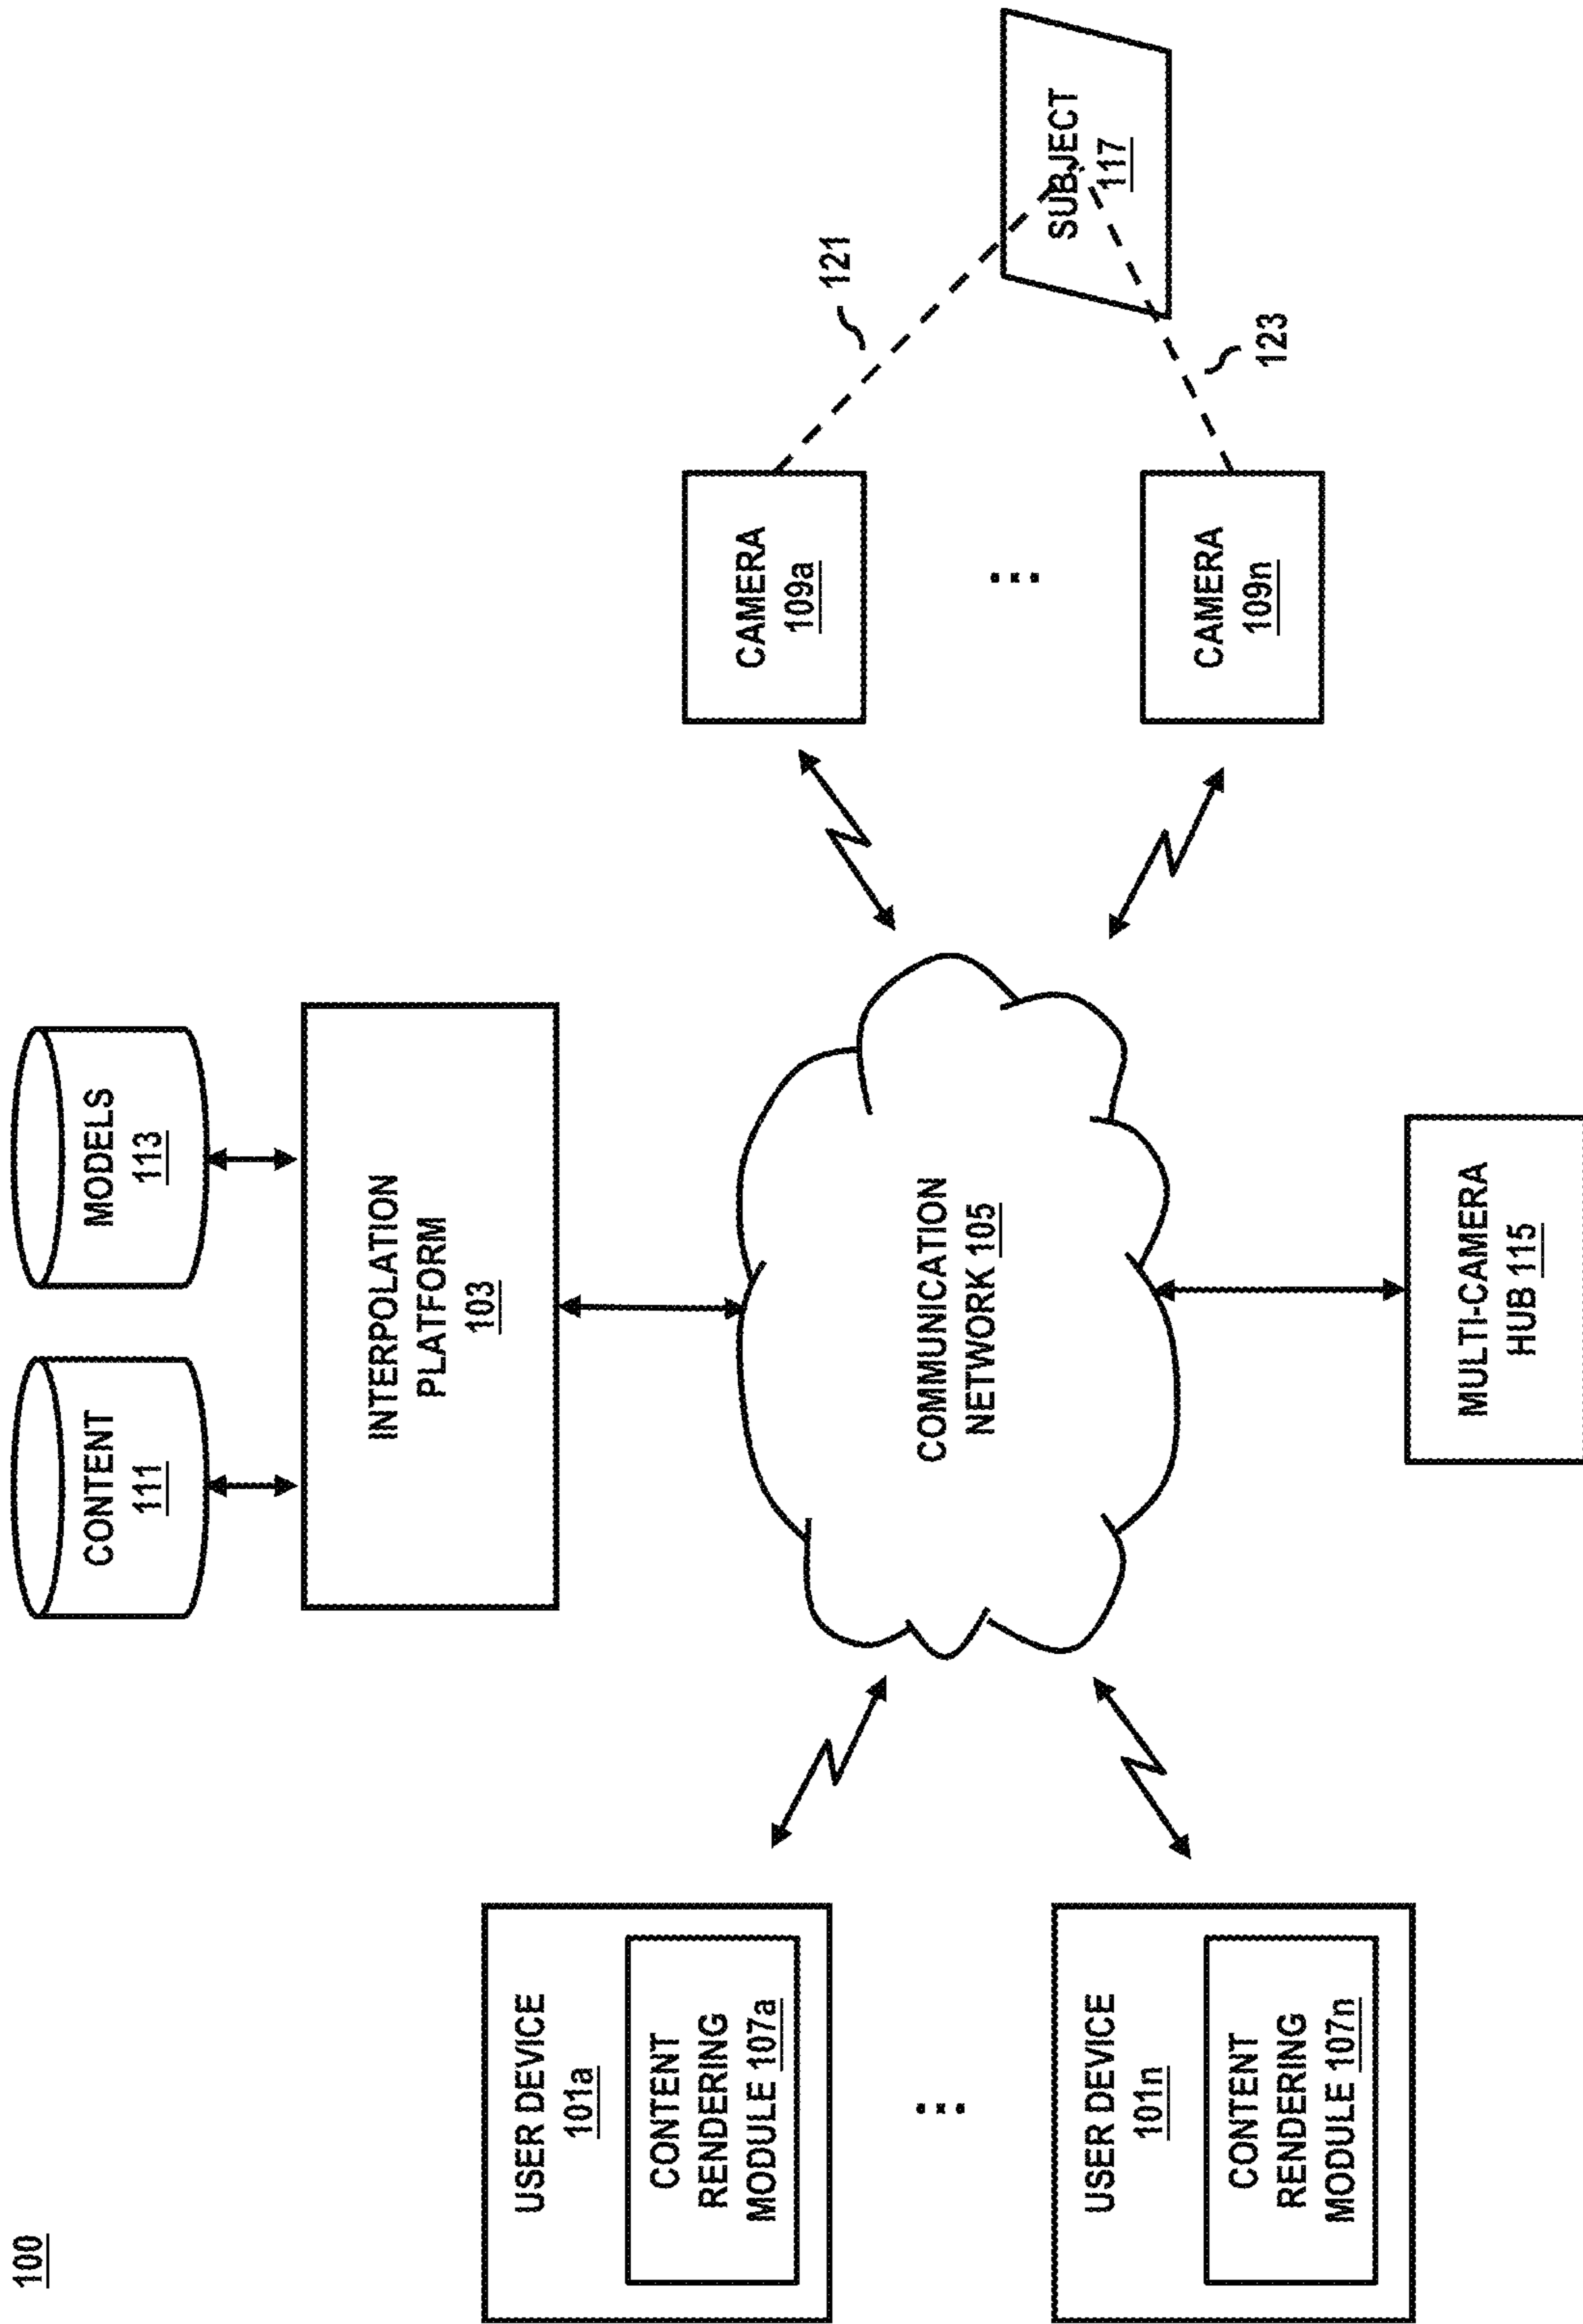 100
CONTENT
111
MODELS
113
INTERPOLATION
PLATFORM
103
USER DEVICE
101a
CONTENT
RENDERING
MODULE 107a
...
USER DEVICE
101n
CONTENT
RENDERING
MODULE 107n
COMMUNICATION
NETWORK 105
MULTI-CAMERA
HUB 115
CAMERA
109a
...
CAMERA
109n
121
123
SUBJECT
117